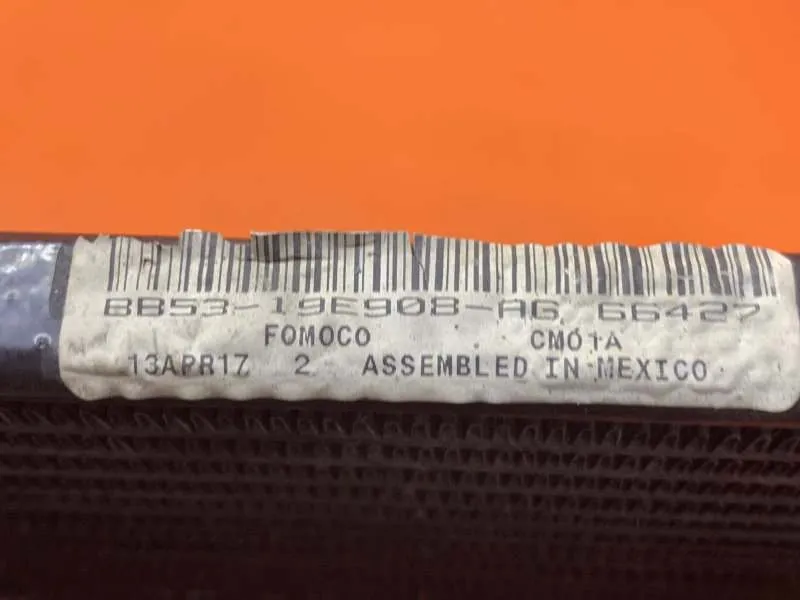 BB53-19E908-AG 66427
FOMOCO CM01A
13APR17 2 ASSEMBLED IN MEXICO